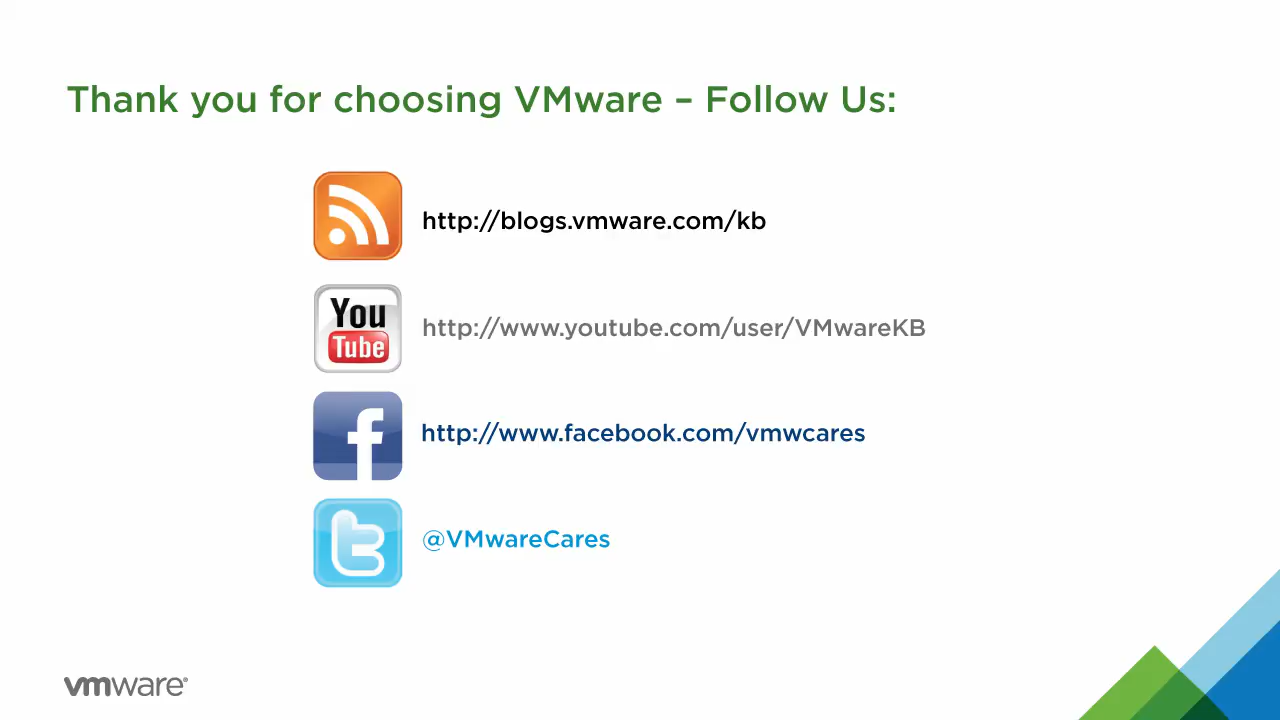 Thank you for choosing VMware – Follow Us:
http://blogs.vmware.com/kb
You
Tube
http://www.youtube.com/user/VMwareKB
f
http://www.facebook.com/vmwcares
t
@VMwareCares
vmware®